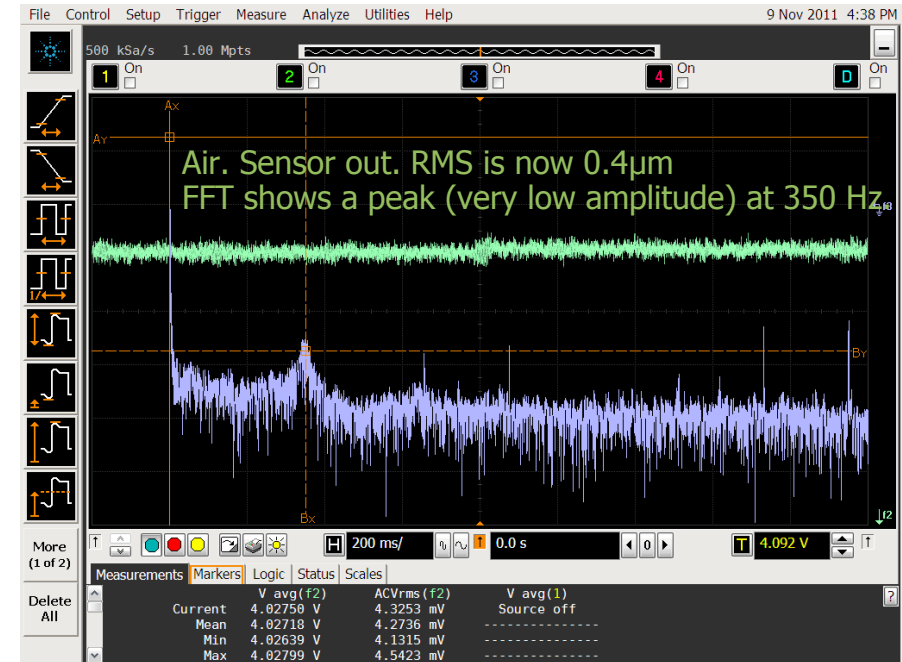 File Control Setup Trigger Measure Analyze Utilities Help 9 Nov 2011 4:38 PM
500 kSa/s 1.00 Mpts
1 On 2 On 3 On 4 On D On
Ax
Ay
Air. Sensor out. RMS is now 0.4µm
FFT shows a peak (very low amplitude) at 350 Hz.
f3
By
Bx
f2
1/
More
(1 of 2)
Delete
All
H 200 ms/ 0.0 s 0 T 4.092 V
Measurements Markers Logic Status Scales
V avg(f2) ACVrms(f2) V avg(1)
Current 4.02750 V 4.3253 mV Source off
Mean 4.02718 V 4.2736 mV ---------------
Min 4.02639 V 4.1315 mV ---------------
Max 4.02799 V 4.5423 mV ---------------
?